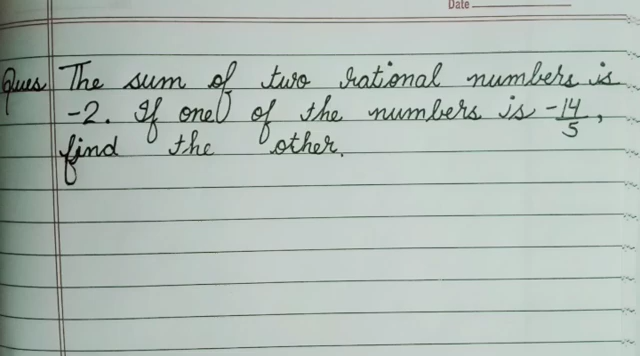 Date
Ques The sum of two rational numbers is
-2. If one of the numbers is -14/5,
find the other.